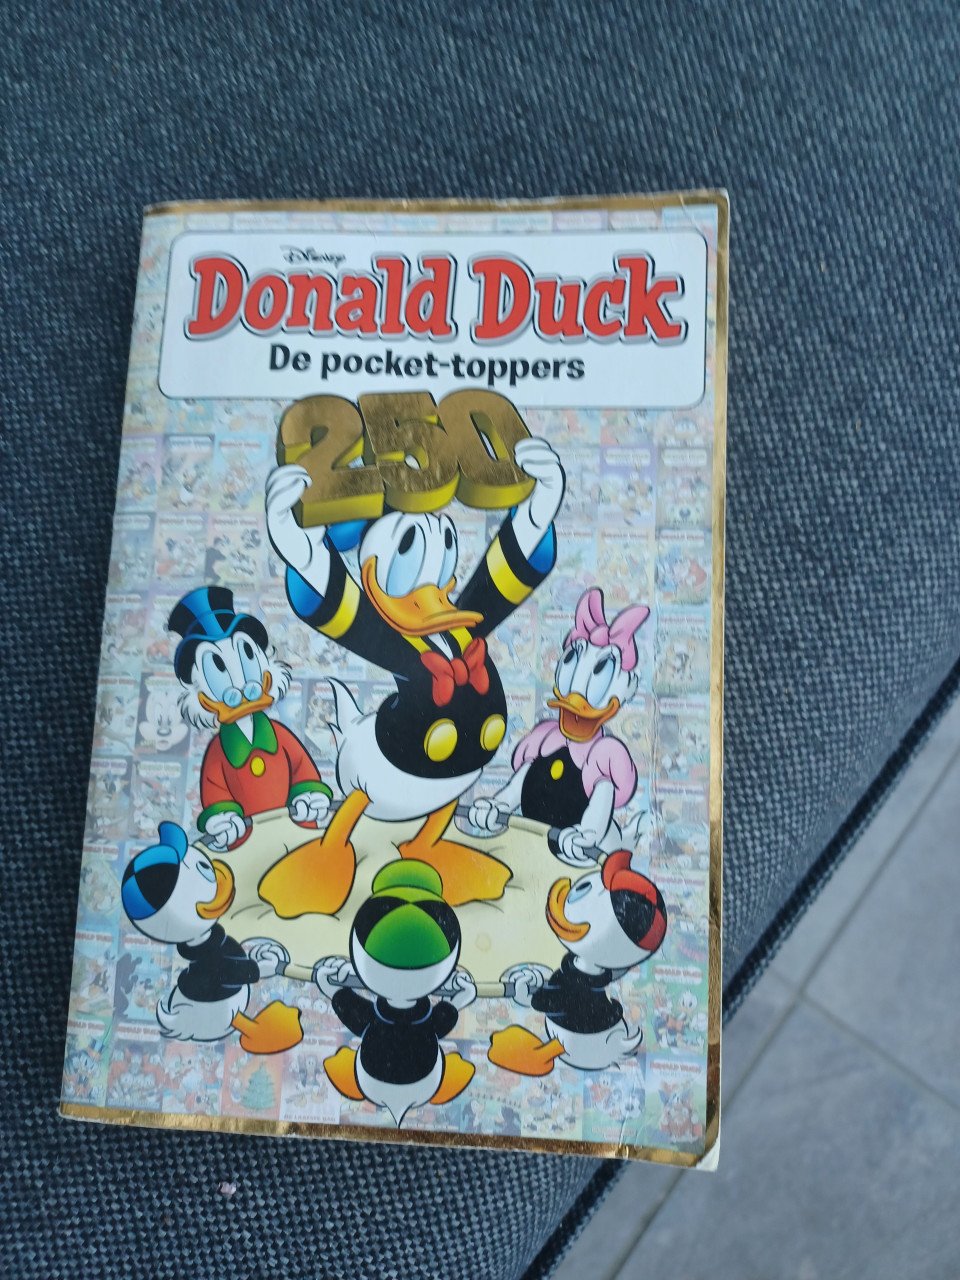 Disney
Donald Duck
De pocket-toppers
250